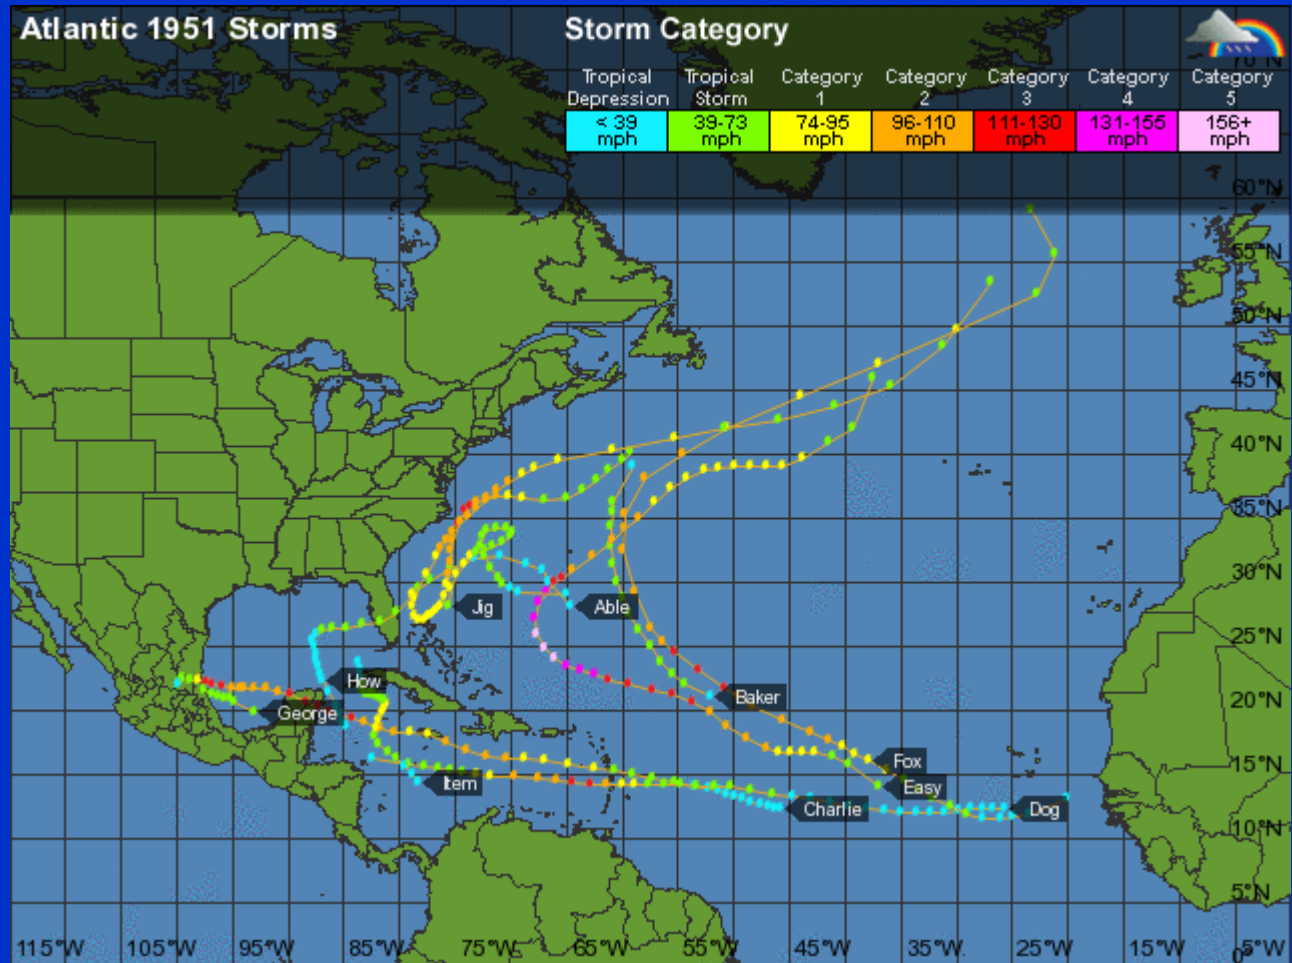 Atlantic 1951 Storms
Storm Category
Tropical Depression
Tropical Storm
Category 1
Category 2
Category 3
Category 4
Category 5
< 39 mph
39-73 mph
74-95 mph
96-110 mph
111-130 mph
131-155 mph
156+ mph
70°N
60°N
55°N
50°N
45°N
40°N
35°N
30°N
25°N
20°N
15°N
10°N
5°N
0°
Jig
Able
How
Baker
George
Fox
Item
Easy
Charlie
Dog
115°W 105°W 95°W 85°W 75°W 65°W 55°W 45°W 35°W 25°W 15°W 5°W